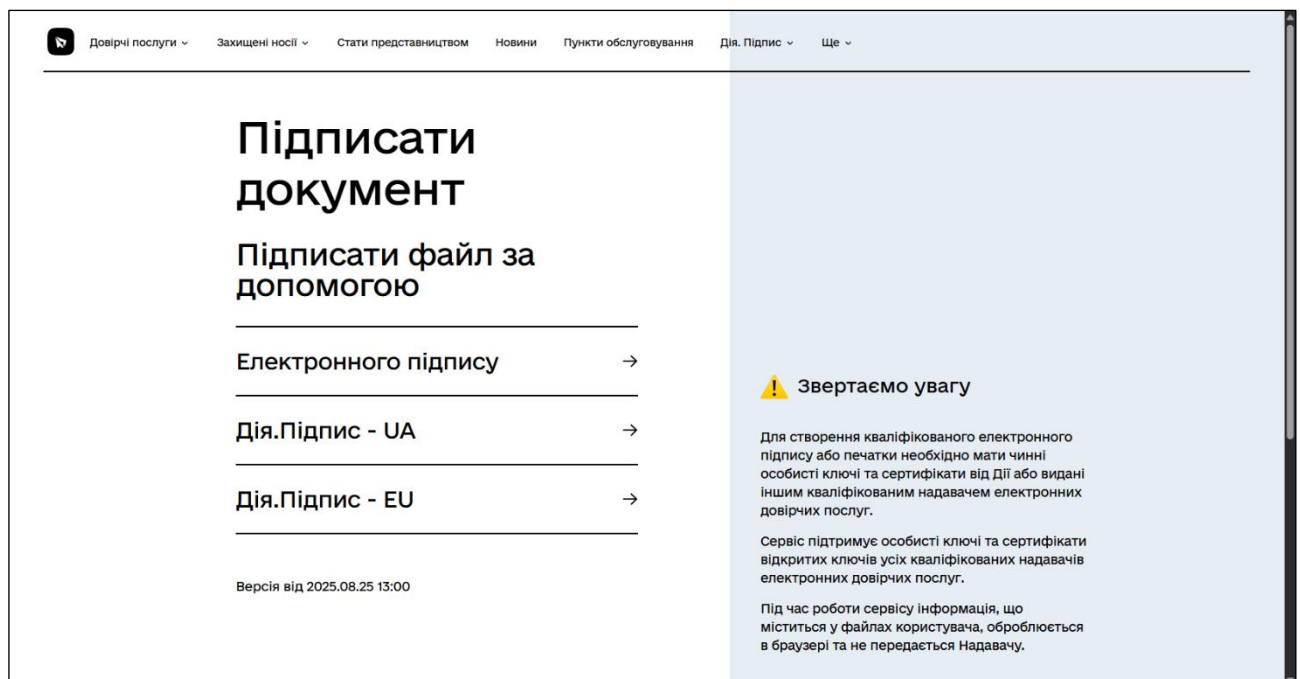 Довірчі послуги
Захищені носії
Стати представництвом
Новини
Пункти обслуговування
Дія. Підпис
Ще
Підписати
документ
Підписати файл за
допомогою
Електронного підпису
Дія.Підпис - UA
Дія.Підпис - EU
Версія від 2025.08.25 13:00
Звертаємо увагу
Для створення кваліфікованого електронного
підпису або печатки необхідно мати чинні
особисті ключі та сертифікати від Дії або видані
іншим кваліфікованим надавачем електронних
довірчих послуг.
Сервіс підтримує особисті ключі та сертифікати
відкритих ключів усіх кваліфікованих надавачів
електронних довірчих послуг.
Під час роботи сервісу інформація, що
міститься у файлах користувача, оброблюється
в браузері та не передається Надавачу.